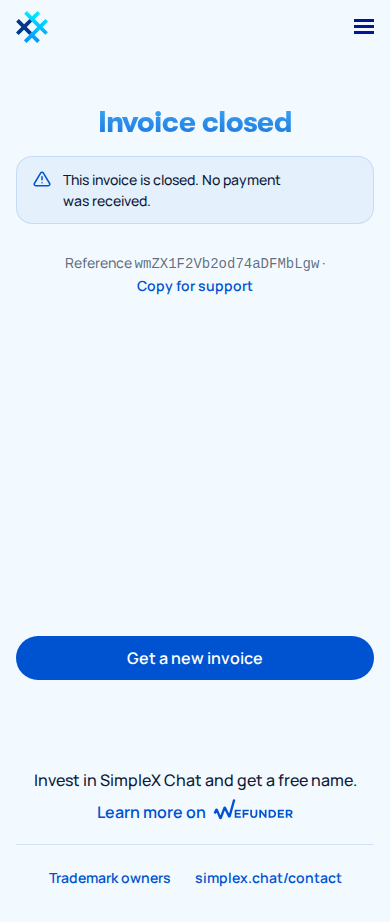 Invoice closed
This invoice is closed. No payment
was received.
Reference wmZX1F2Vb2od74aDFMbLgw ·
Copy for support
Get a new invoice
Invest in SimpleX Chat and get a free name.
Learn more on WEFUNDER
Trademark owners simplex.chat/contact